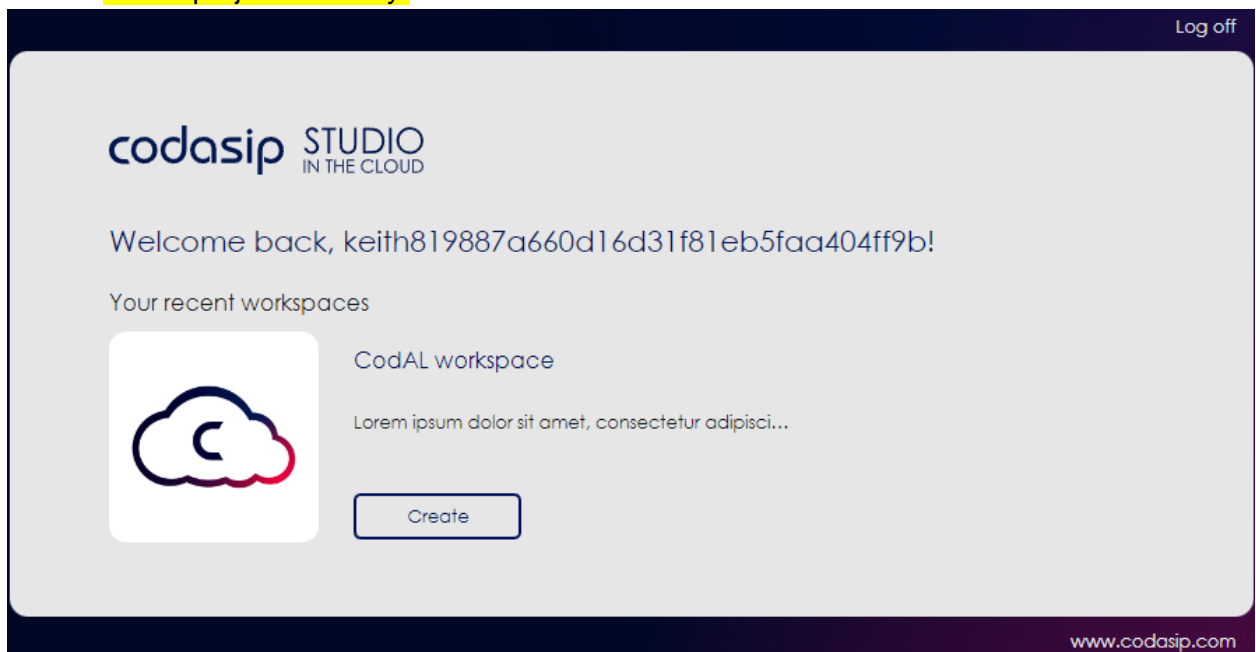 Log off
codasip STUDIO
IN THE CLOUD
Welcome back, keith819887a660d16d31f81eb5faa404ff9b!
Your recent workspaces
CodAL workspace
Lorem ipsum dolor sit amet, consectetur adipisci...
C
Create
www.codasip.com